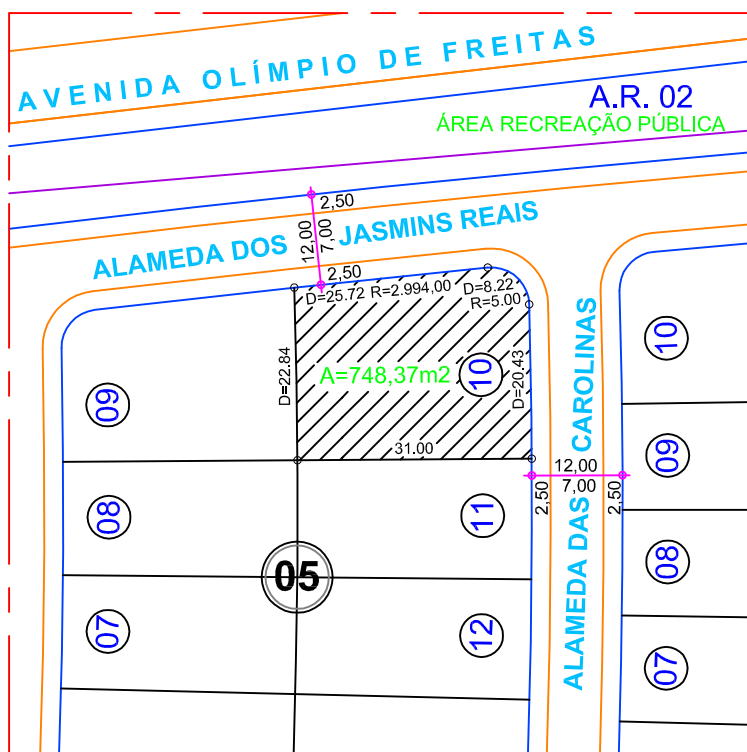 AVENIDA OLÍMPIO DE FREITAS
A.R. 02
ÁREA RECREAÇÃO PÚBLICA
2,50
12,00
7,00
ALAMEDA DOS JASMINS REAIS
2,50
D=25.72 R=2.994,00 D=8.22
R=5.00
D=22.84
A=748,37m2
10
D=20.43
31.00
09
08
07
05
11
12
ALAMEDA DAS CAROLINAS
12,00
7,00
2,50
2,50
10
09
08
07